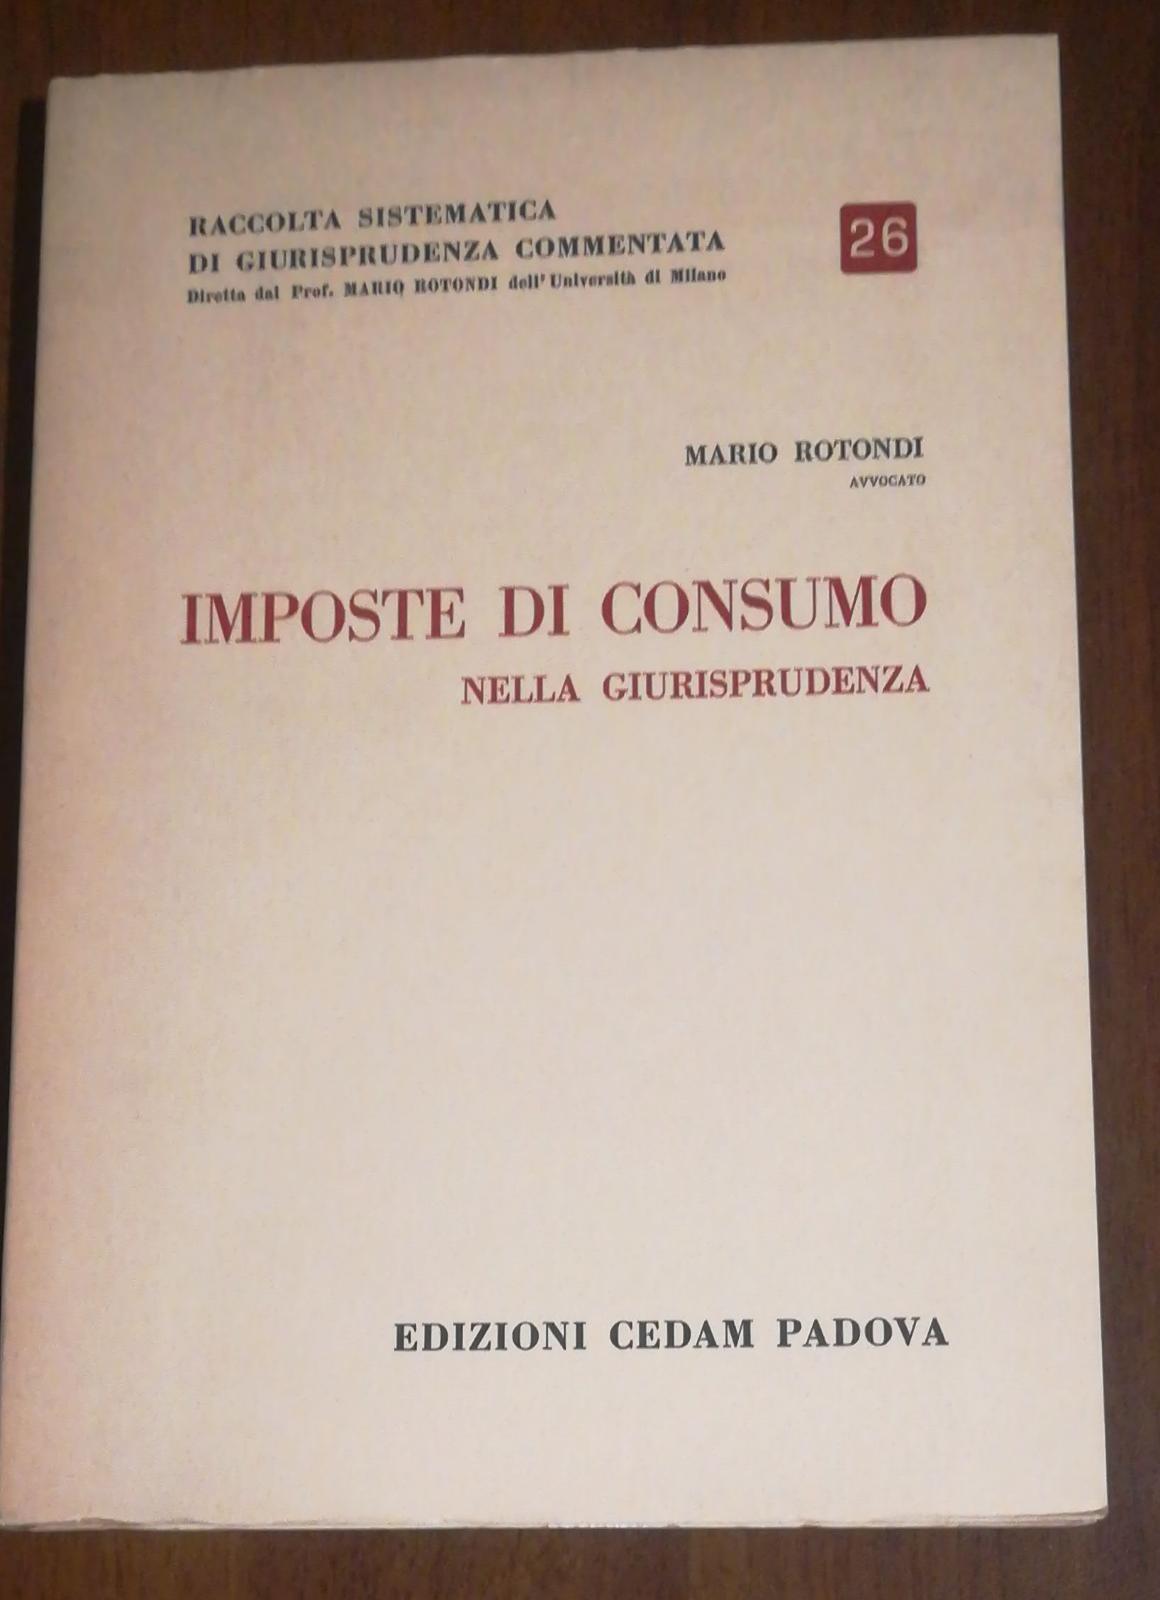 RACCOLTA SISTEMATICA
DI GIURISPRUDENZA COMMENTATA
Diretta dal Prof. MARIO ROTONDI dell'Università di Milano
26
MARIO ROTONDI
AVVOCATO
IMPOSTE DI CONSUMO
NELLA GIURISPRUDENZA
EDIZIONI CEDAM PADOVA